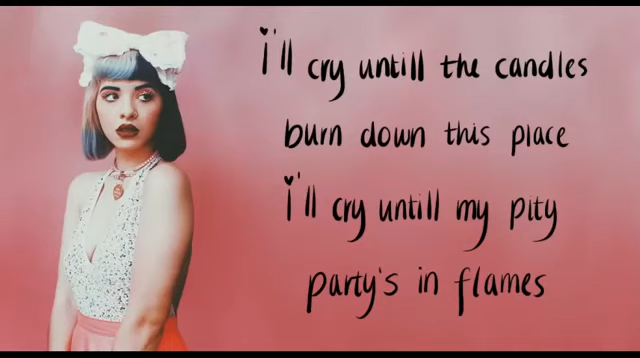 i'll cry untill the candles
burn down this place
i'll cry untill my pity
party's in flames